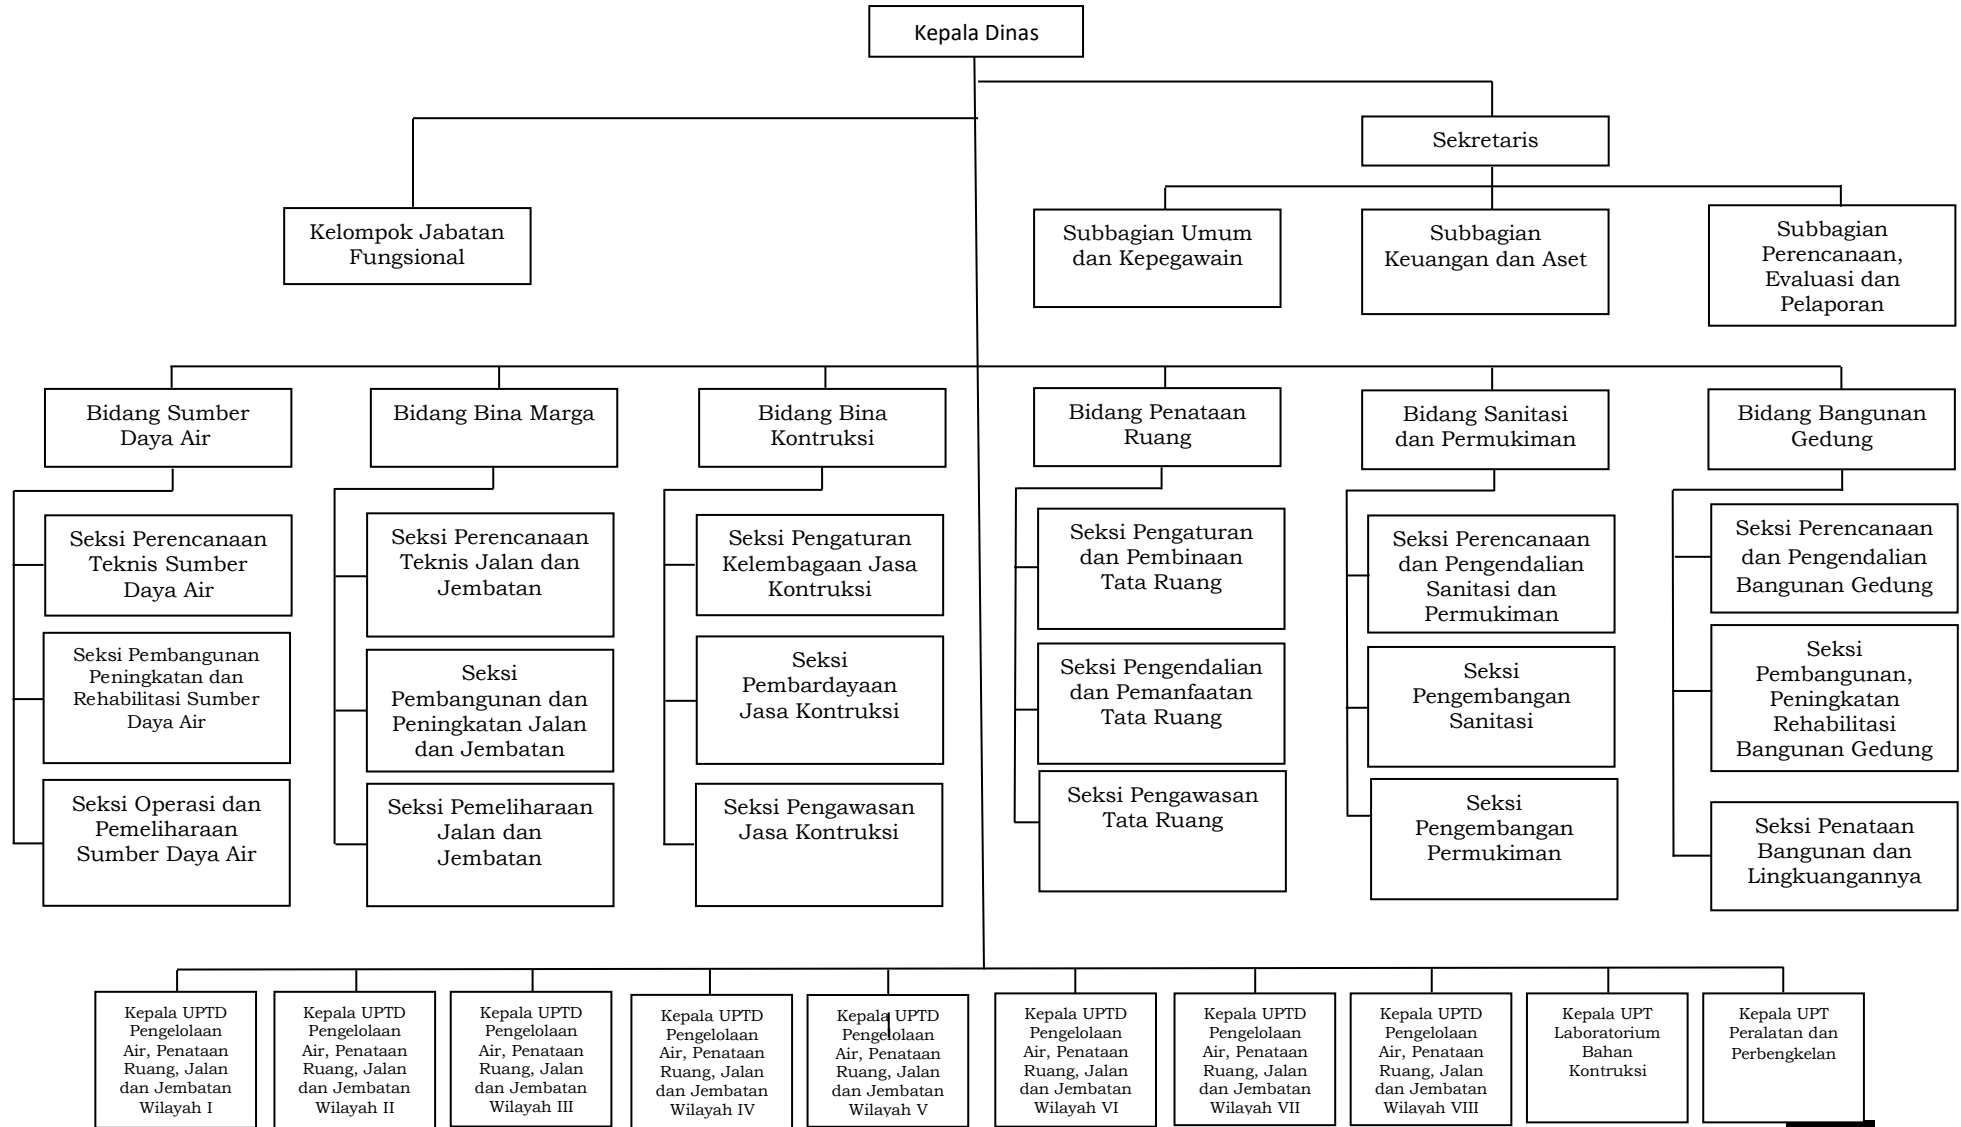 Kepala Dinas
Sekretaris
Kelompok Jabatan
Fungsional
Subbagian Umum
dan Kepegawain
Subbagian
Keuangan dan Aset
Subbagian
Perencanaan,
Evaluasi dan
Pelaporan
Bidang Sumber
Daya Air
Bidang Bina Marga
Bidang Bina
Kontruksi
Bidang Penataan
Ruang
Bidang Sanitasi
dan Permukiman
Bidang Bangunan
Gedung
Seksi Perencanaan
Teknis Sumber
Daya Air
Seksi Perencanaan
Teknis Jalan dan
Jembatan
Seksi Pengaturan
Kelembagaan Jasa
Kontruksi
Seksi Pengaturan
dan Pembinaan
Tata Ruang
Seksi Perencanaan
dan Pengendalian
Sanitasi dan
Permukiman
Seksi Perencanaan
dan Pengendalian
Bangunan Gedung
Seksi Pembangunan
Peningkatan dan
Rehabilitasi Sumber
Daya Air
Seksi
Pembangunan dan
Peningkatan Jalan
dan Jembatan
Seksi
Pembardayaan
Jasa Kontruksi
Seksi Pengendalian
dan Pemanfaatan
Tata Ruang
Seksi
Pengembangan
Sanitasi
Seksi
Pembangunan,
Peningkatan
Rehabilitasi
Bangunan Gedung
Seksi Operasi dan
Pemeliharaan
Sumber Daya Air
Seksi Pemeliharaan
Jalan dan
Jembatan
Seksi Pengawasan
Jasa Kontruksi
Seksi Pengawasan
Tata Ruang
Seksi
Pengembangan
Permukiman
Seksi Penataan
Bangunan dan
Lingkuangannya
Kepala UPTD
Pengelolaan
Air, Penataan
Ruang, Jalan
dan Jembatan
Wilayah I
Kepala UPTD
Pengelolaan
Air, Penataan
Ruang, Jalan
dan Jembatan
Wilayah II
Kepala UPTD
Pengelolaan
Air, Penataan
Ruang, Jalan
dan Jembatan
Wilayah III
Kepala UPTD
Pengelolaan
Air, Penataan
Ruang, Jalan
dan Jembatan
Wilayah IV
Kepala UPTD
Pengelolaan
Air, Penataan
Ruang, Jalan
dan Jembatan
Wilayah V
Kepala UPTD
Pengelolaan
Air, Penataan
Ruang, Jalan
dan Jembatan
Wilayah VI
Kepala UPTD
Pengelolaan
Air, Penataan
Ruang, Jalan
dan Jembatan
Wilayah VII
Kepala UPTD
Pengelolaan
Air, Penataan
Ruang, Jalan
dan Jembatan
Wilayah VIII
Kepala UPT
Laboratorium
Bahan
Kontruksi
Kepala UPT
Peralatan dan
Perbengkelan